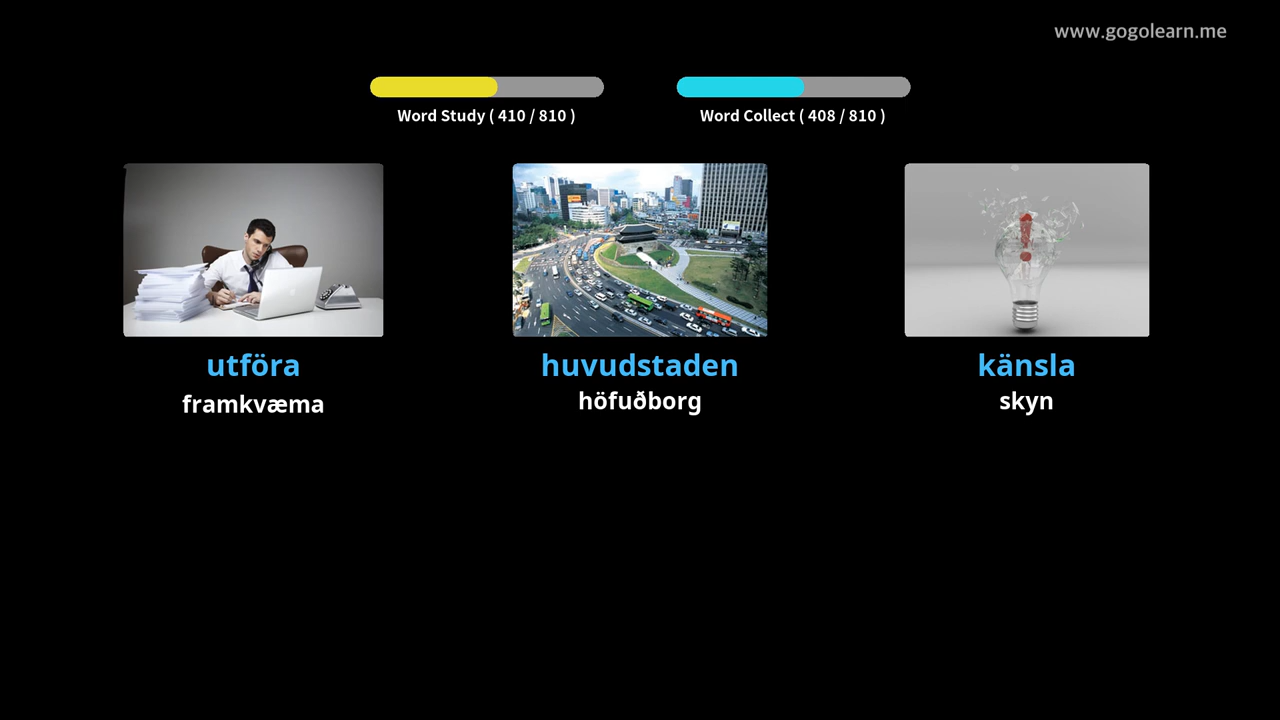 www.gogolearn.me
Word Study ( 410 / 810 )
Word Collect ( 408 / 810 )
utföra
framkvæma
huvudstaden
höfuðborg
känsla
skyn